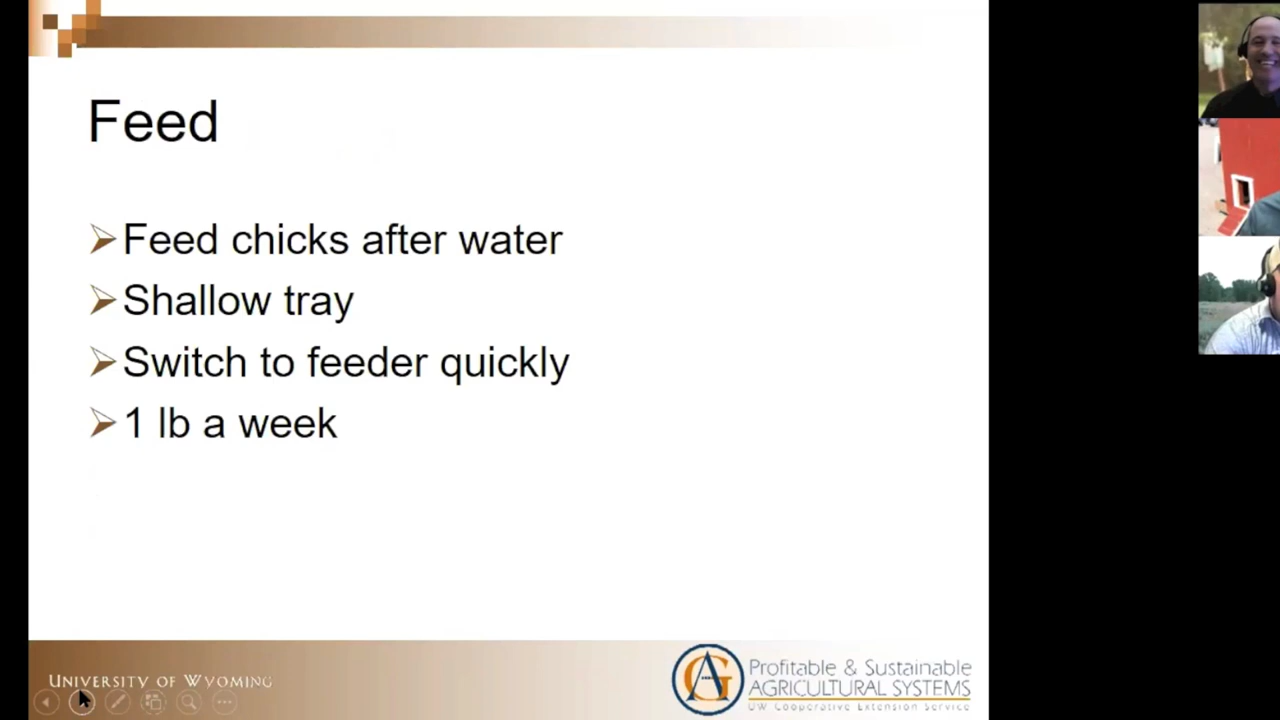 Feed
Feed chicks after water
Shallow tray
Switch to feeder quickly
1 lb a week
UNIVERSITY OF WYOMING
AG
Profitable & Sustainable
AGRICULTURAL SYSTEMS
UW Cooperative Extension Service